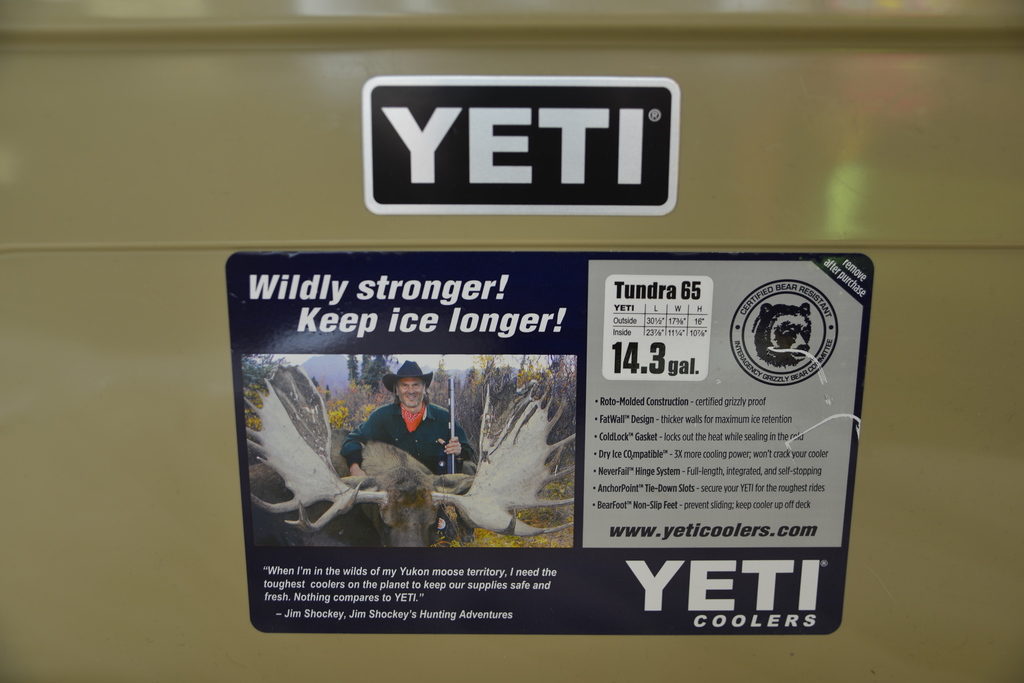 YETI®
Wildly stronger!
Keep ice longer!
remove
after purchase
Tundra 65
YETI L W H
Outside 30½" 17⅜" 16"
Inside 23⅞" 11¼" 10⅞"
14.3 gal.
CERTIFIED BEAR RESISTANT
INTERAGENCY GRIZZLY BEAR COMMITTEE
• Roto-Molded Construction - certified grizzly proof
• FatWall™ Design - thicker walls for maximum ice retention
• ColdLock™ Gasket - locks out the heat while sealing in the cold
• Dry Ice CO₂mpatible™ - 3X more cooling power; won't crack your cooler
• NeverFail™ Hinge System - Full-length, integrated, and self-stopping
• AnchorPoint™ Tie-Down Slots - secure your YETI for the roughest rides
• BearFoot™ Non-Slip Feet - prevent sliding; keep cooler up off deck
www.yeticoolers.com
"When I'm in the wilds of my Yukon moose territory, I need the
toughest coolers on the planet to keep our supplies safe and
fresh. Nothing compares to YETI."
– Jim Shockey, Jim Shockey's Hunting Adventures
YETI®
COOLERS